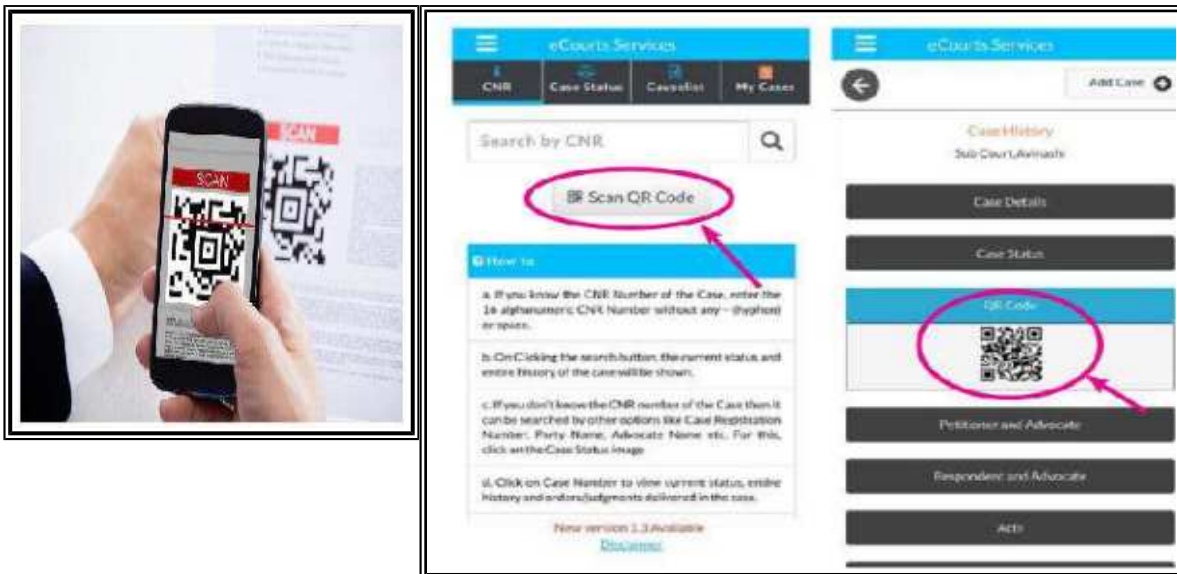 SCAN
SCAN
eCourts Services
CNR
Case Status
Causelist
My Cases
Search by CNR
Scan QR Code
How to
a. If you know the CNR Number of the Case, enter the
16 alphanumeric CNR Number without any - (hyphen)
or space.
b. On Clicking the search button, the current status and
entire history of the case will be shown.
c. If you don't know the CNR number of the Case then it
can be searched by other options like Case Registration
Number, Party Name, Advocate Name etc. For this,
click on the Case Status image
d. Click on Case Number to view current status, entire
history and orders/judgments delivered in the case.
New version 1.3 Available
Disclaimer
eCourts Services
Add Case
Case History
Sub Court, Avinashi
Case Details
Case Status
QR Code
Petitioner and Advocate
Respondent and Advocate
Acts